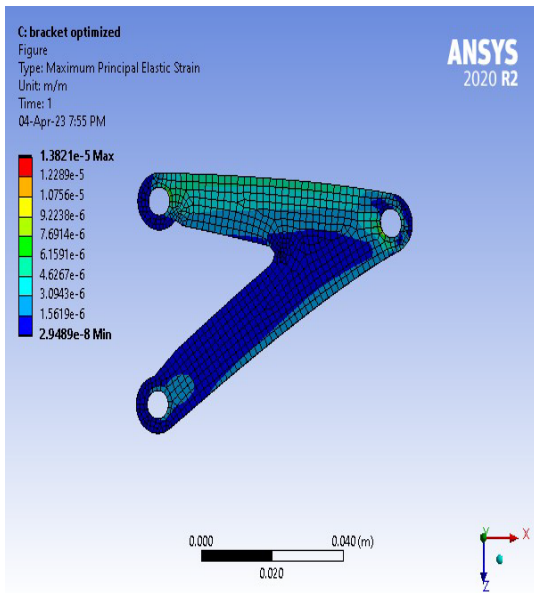 C: bracket optimized
Figure
Type: Maximum Principal Elastic Strain
Unit: m/m
Time: 1
04-Apr-23 7:55 PM
ANSYS
2020 R2
1.3821e-5 Max
1.2289e-5
1.0756e-5
9.2238e-6
7.6914e-6
6.1591e-6
4.6267e-6
3.0943e-6
1.5619e-6
2.9489e-8 Min
0.000
0.040 (m)
0.020
Y
X
Z